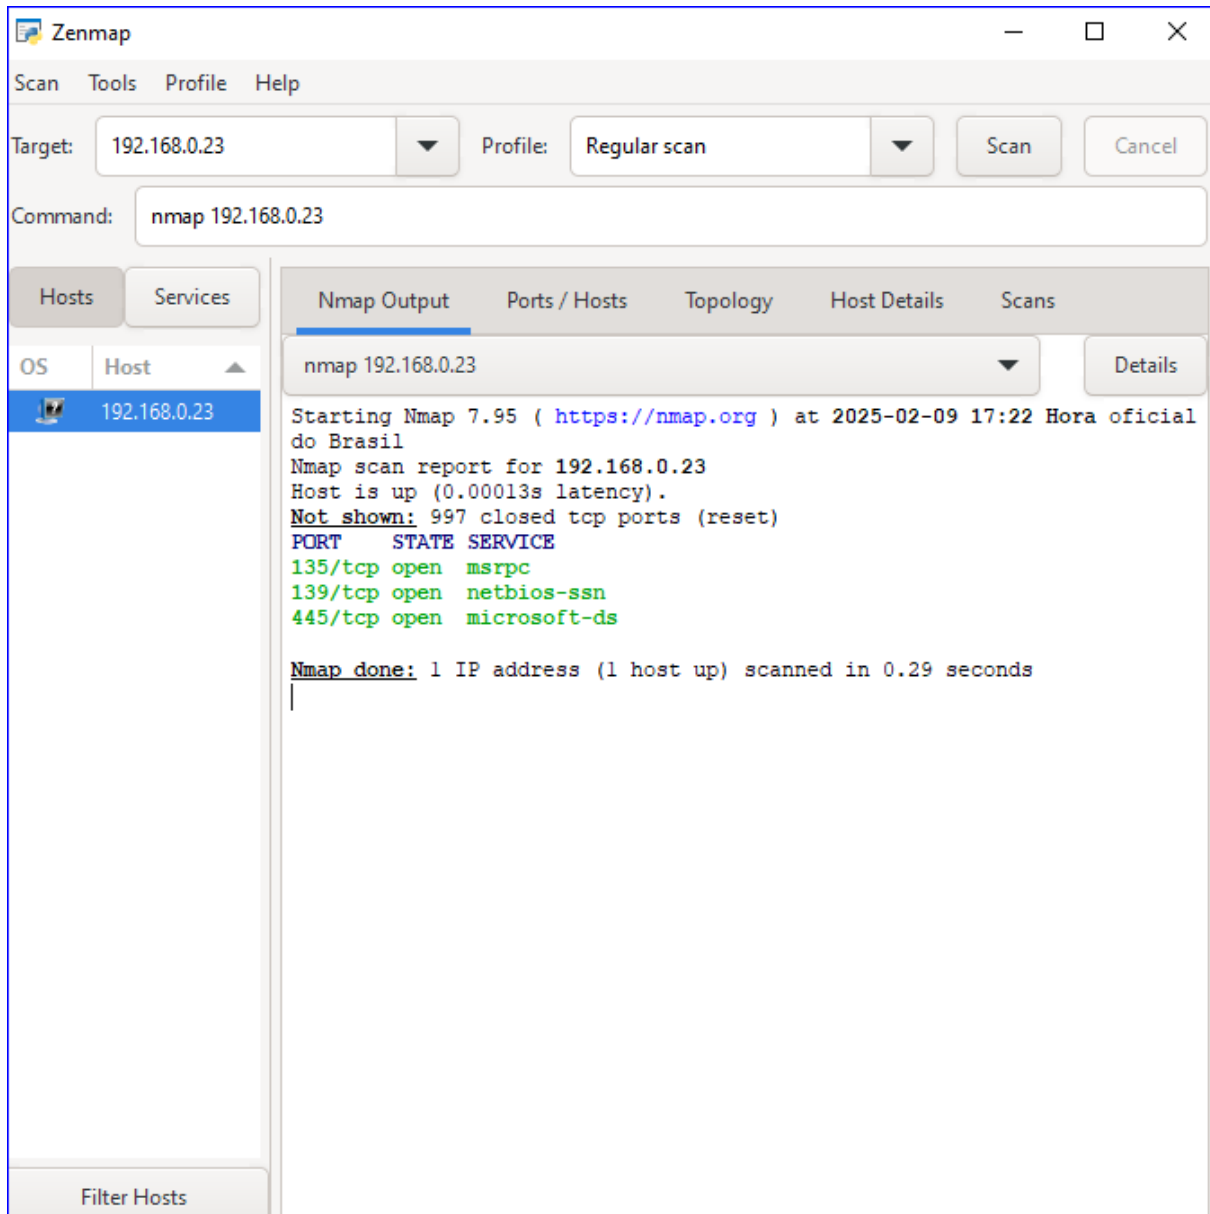 Zenmap
Scan Tools Profile Help
Target: 192.168.0.23 Profile: Regular scan Scan Cancel
Command: nmap 192.168.0.23
Hosts Services
Nmap Output Ports / Hosts Topology Host Details Scans
OS Host
nmap 192.168.0.23 Details
192.168.0.23
Starting Nmap 7.95 ( https://nmap.org ) at 2025-02-09 17:22 Hora oficial
do Brasil
Nmap scan report for 192.168.0.23
Host is up (0.00013s latency).
Not shown: 997 closed tcp ports (reset)
PORT STATE SERVICE
135/tcp open msrpc
139/tcp open netbios-ssn
445/tcp open microsoft-ds
Nmap done: 1 IP address (1 host up) scanned in 0.29 seconds
Filter Hosts